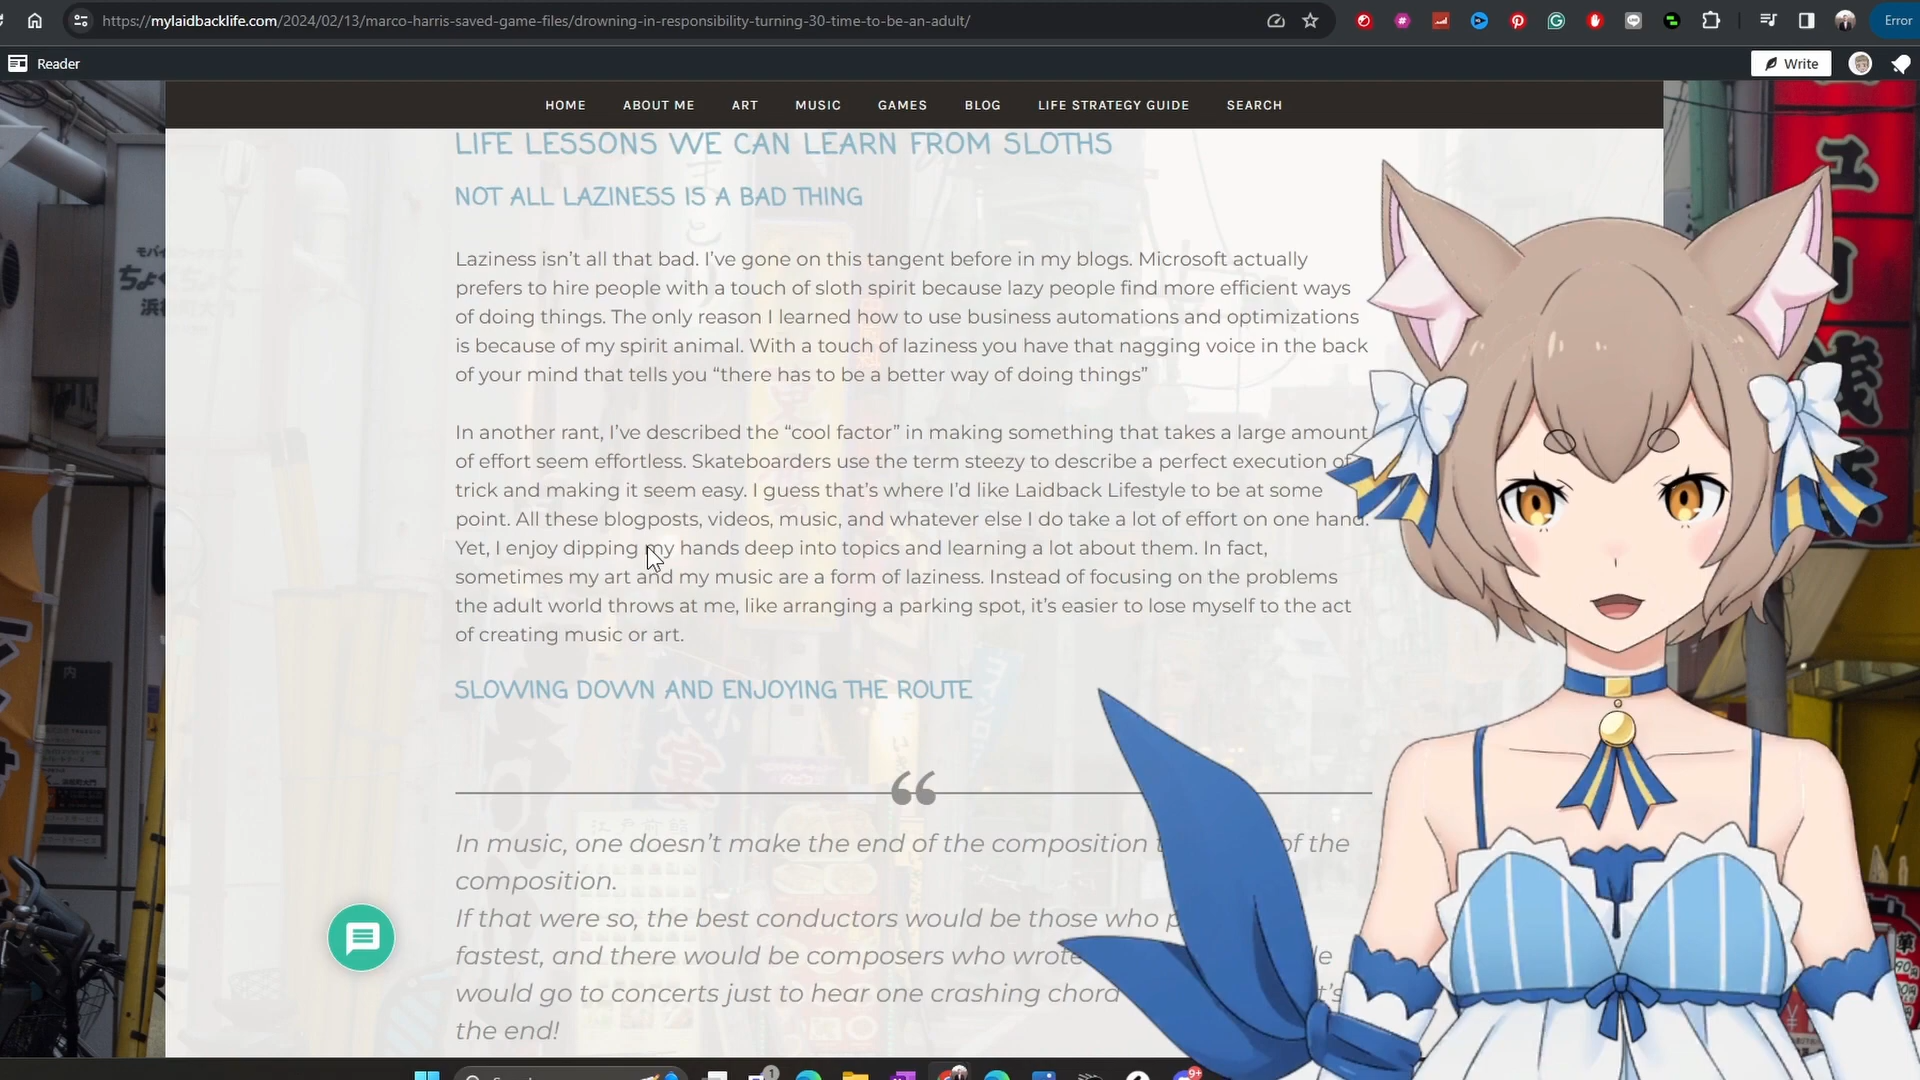 https://mylaidbacklife.com/2024/02/13/marco-harris-saved-game-files/drowning-in-responsibility-turning-30-time-to-be-an-adult/
Error
Reader
Write
HOME ABOUT ME ART MUSIC GAMES BLOG LIFE STRATEGY GUIDE SEARCH
LIFE LESSONS WE CAN LEARN FROM SLOTHS
NOT ALL LAZINESS IS A BAD THING
Laziness isn’t all that bad. I’ve gone on this tangent before in my blogs. Microsoft actually
prefers to hire people with a touch of sloth spirit because lazy people find more efficient ways
of doing things. The only reason I learned how to use business automations and optimizations
is because of my spirit animal. With a touch of laziness you have that nagging voice in the back
of your mind that tells you “there has to be a better way of doing things”
In another rant, I’ve described the “cool factor” in making something that takes a large amount
of effort seem effortless. Skateboarders use the term steezy to describe a perfect execution of
trick and making it seem easy. I guess that’s where I’d like Laidback Lifestyle to be at some
point. All these blogposts, videos, music, and whatever else I do take a lot of effort on one hand.
Yet, I enjoy dipping my hands deep into topics and learning a lot about them. In fact,
sometimes my art and my music are a form of laziness. Instead of focusing on the problems
the adult world throws at me, like arranging a parking spot, it’s easier to lose myself to the act
of creating music or art.
SLOWING DOWN AND ENJOYING THE ROUTE
In music, one doesn’t make the end of the composition of the
composition.
If that were so, the best conductors would be those who
fastest, and there would be composers who wrote
would go to concerts just to hear one crashing chord
the end!
1
9+